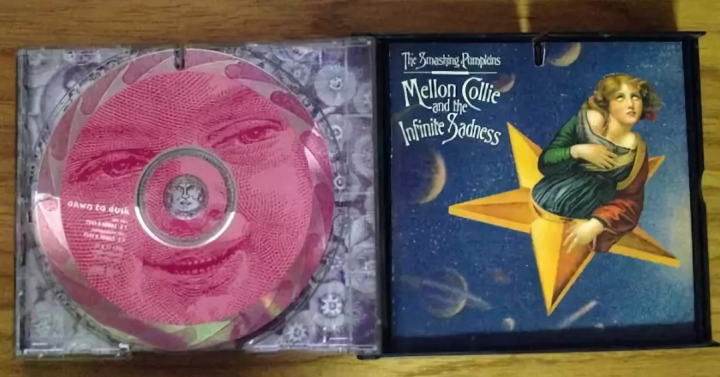 DAWN TO DUSK
The Smashing Pumpkins
Mellon Collie
and the
Infinite Sadness